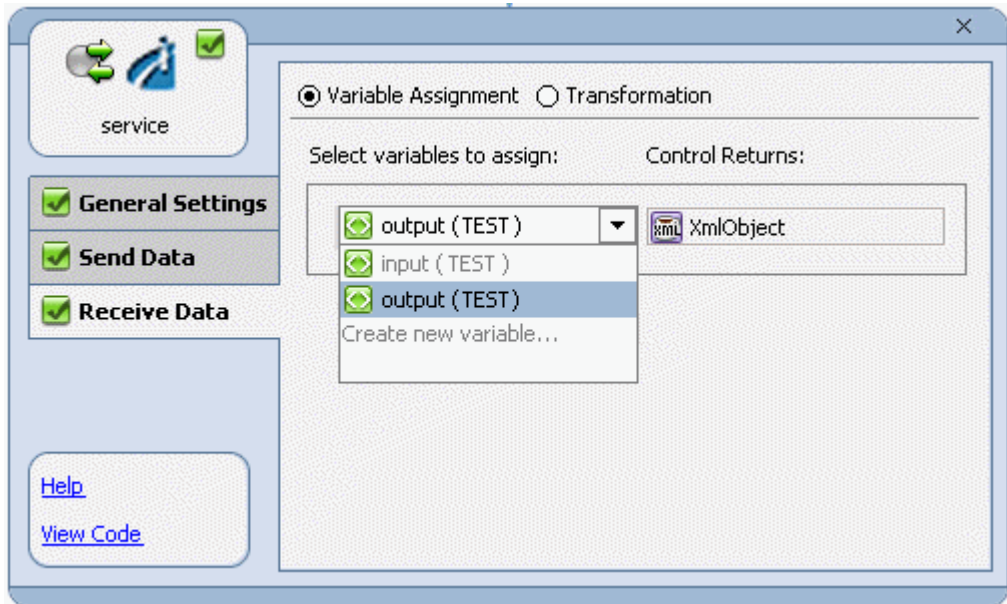 service
Variable Assignment Transformation
Select variables to assign: Control Returns:
General Settings
output ( TEST ) XmlObject
Send Data
input ( TEST )
output (TEST)
Receive Data
Create new variable...
Help
View Code